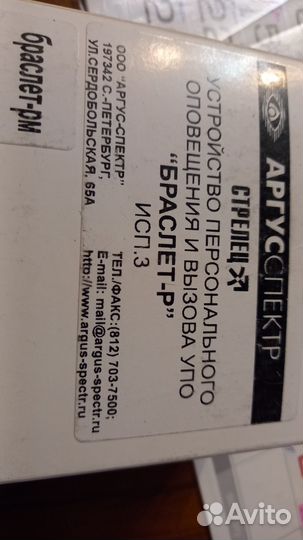 АРГУССПЕКТР
СТРЕЛЕЦ
УСТРОЙСТВО ПЕРСОНАЛЬНОГО
ОПОВЕЩЕНИЯ И ВЫЗОВА УПО
"БРАСЛЕТ-Р"
ИСП.3
ООО "АРГУС-СПЕКТР"
197342 С.-ПЕТЕРБУРГ,
УЛ.СЕРДОБОЛЬСКАЯ, 65А
ТЕЛ./ФАКС:(812) 703-7500;
E-mail: mail@argus-spectr.ru
http://www.argus-spectr.ru
браслет-рм
Avito